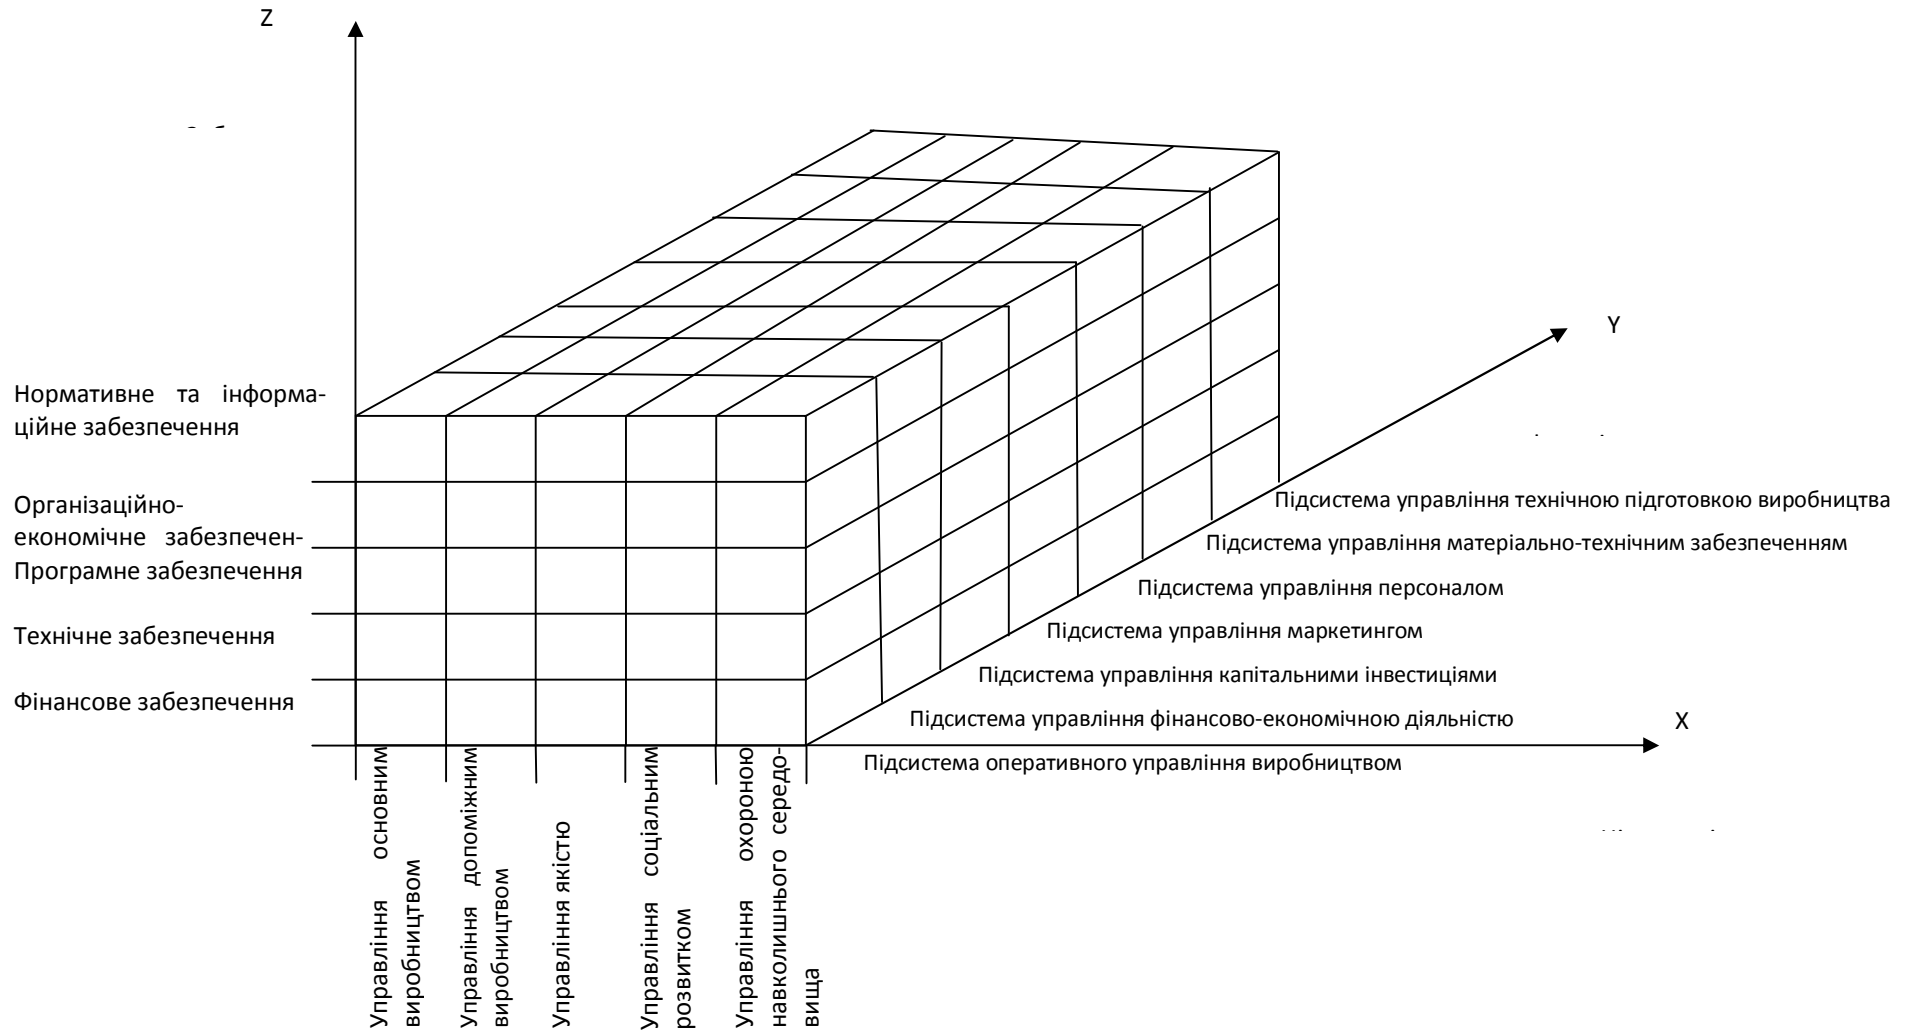 Z
Y
Нормативне та інформа-
ційне забезпечення
Організаційно-
економічне забезпечен-
Програмне забезпечення
Технічне забезпечення
Фінансове забезпечення
Підсистема управління технічною підготовкою виробництва
Підсистема управління матеріально-технічним забезпеченням
Підсистема управління персоналом
Підсистема управління маркетингом
Підсистема управління капітальними інвестиціями
Підсистема управління фінансово-економічною діяльністю
X
Підсистема оперативного управління виробництвом
Управління основним
виробництвом
Управління допоміжним
виробництвом
Управління якістю
Управління соціальним
розвитком
Управління охороною
навколишнього середо-
вища